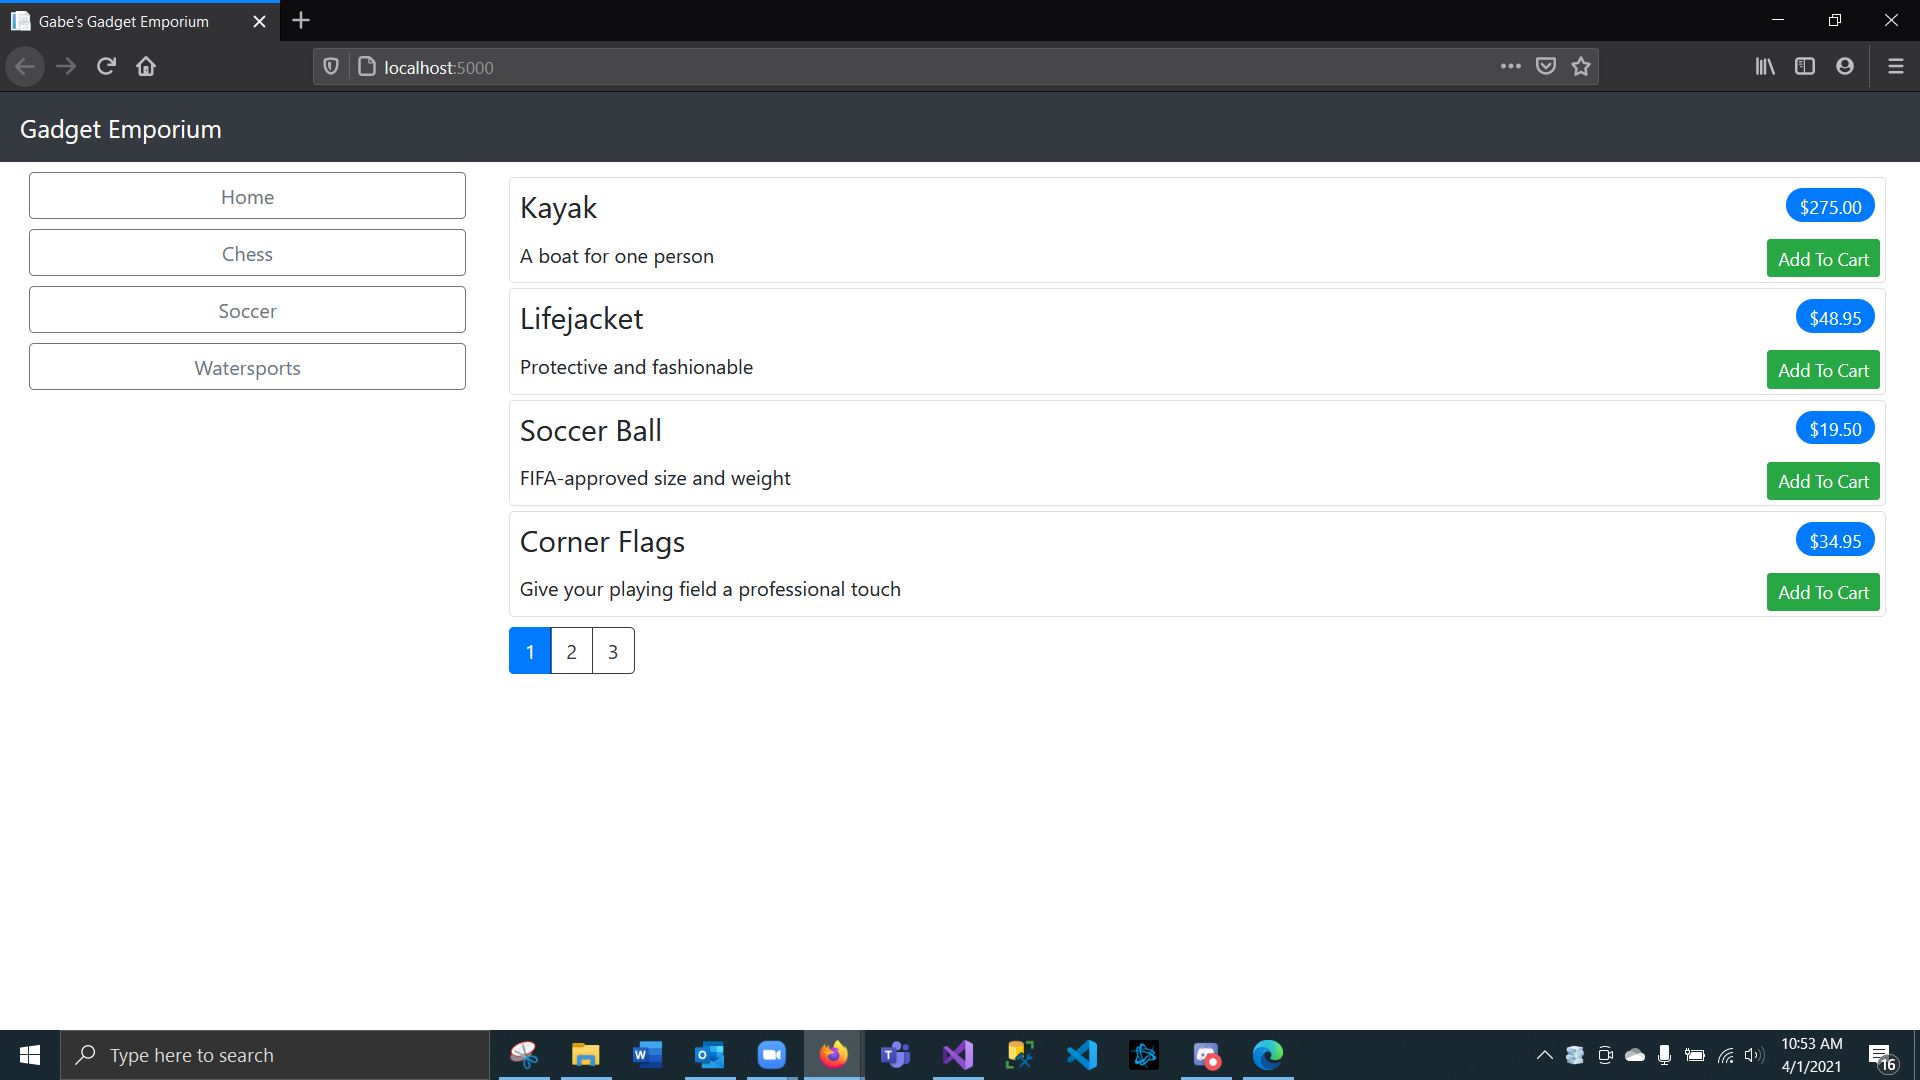 Gabe's Gadget Emporium
localhost:5000
Gadget Emporium
Home
Chess
Soccer
Watersports
Kayak
$275.00
A boat for one person
Add To Cart
Lifejacket
$48.95
Protective and fashionable
Add To Cart
Soccer Ball
$19.50
FIFA-approved size and weight
Add To Cart
Corner Flags
$34.95
Give your playing field a professional touch
Add To Cart
1 2 3
Type here to search
10:53 AM
4/1/2021
16